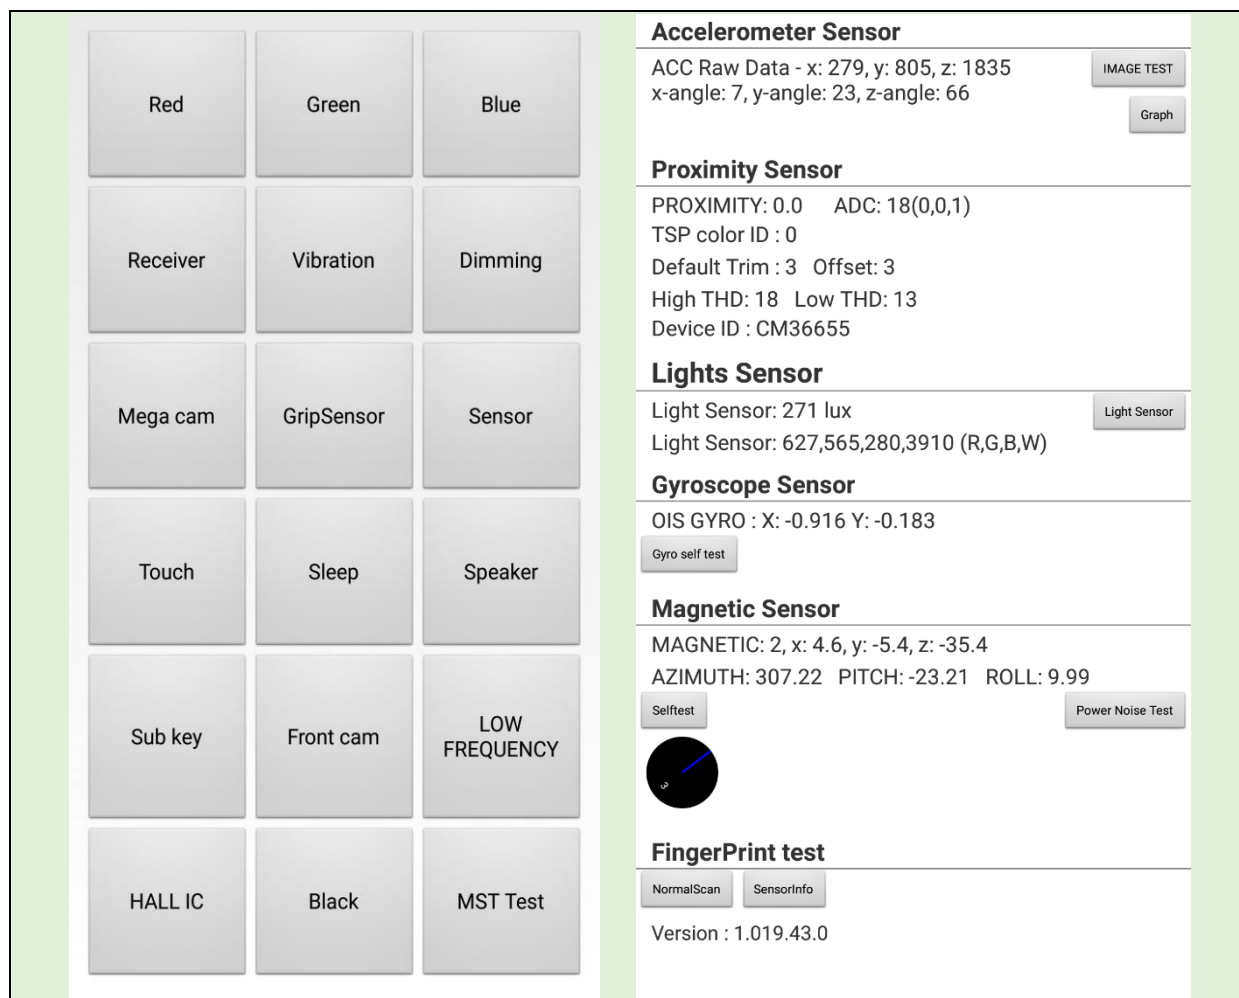 Red Green Blue
Receiver Vibration Dimming
Mega cam GripSensor Sensor
Touch Sleep Speaker
Sub key Front cam LOW FREQUENCY
HALL IC Black MST Test
Accelerometer Sensor
ACC Raw Data - x: 279, y: 805, z: 1835
IMAGE TEST
x-angle: 7, y-angle: 23, z-angle: 66
Graph
Proximity Sensor
PROXIMITY: 0.0 ADC: 18(0,0,1)
TSP color ID : 0
Default Trim : 3 Offset: 3
High THD: 18 Low THD: 13
Device ID : CM36655
Lights Sensor
Light Sensor: 271 lux
Light Sensor
Light Sensor: 627,565,280,3910 (R,G,B,W)
Gyroscope Sensor
OIS GYRO : X: -0.916 Y: -0.183
Gyro self test
Magnetic Sensor
MAGNETIC: 2, x: 4.6, y: -5.4, z: -35.4
AZIMUTH: 307.22 PITCH: -23.21 ROLL: 9.99
Selftest Power Noise Test
3
FingerPrint test
NormalScan SensorInfo
Version : 1.019.43.0